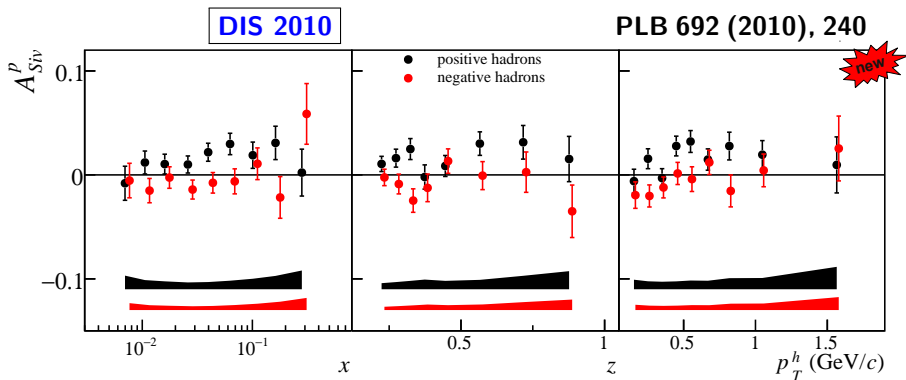 DIS 2010
PLB 692 (2010), 240
new
A^p_{Siv}
positive hadrons
negative hadrons
0.1
0
−0.1
10^{−2}
10^{−1}
0.5
1
0.5
1
1.5
x
z
p^h_T (GeV/c)